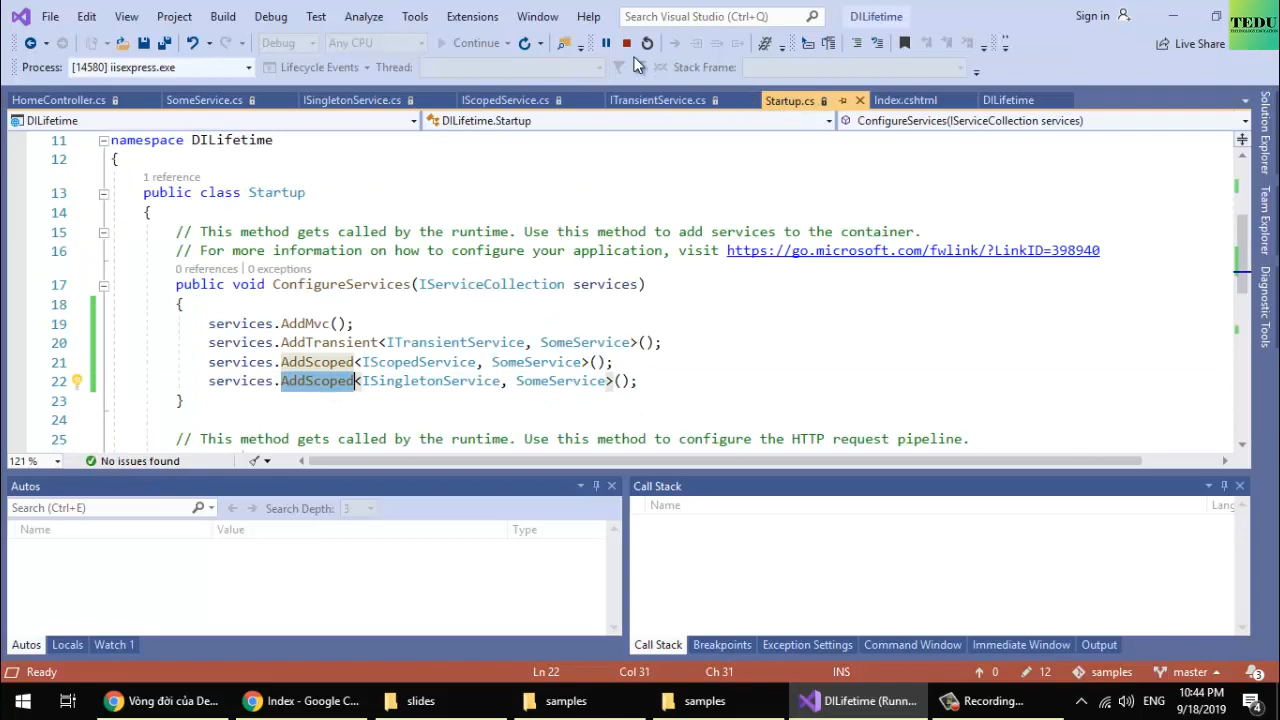 File Edit View Project Build Debug Test Analyze Tools Extensions Window Help Search Visual Studio (Ctrl+Q) DILifetime Sign in
TEDU
Debug Any CPU Continue Live Share
Process: [14580] iisexpress.exe Lifecycle Events Thread: Stack Frame:
HomeController.cs SomeService.cs ISingletonService.cs IScopedService.cs ITransientService.cs Startup.cs Index.cshtml DILifetime
DILifetime DILifetime.Startup ConfigureServices(IServiceCollection services)
11 namespace DILifetime
12 {
1 reference
13 public class Startup
14 {
15 // This method gets called by the runtime. Use this method to add services to the container.
16 // For more information on how to configure your application, visit https://go.microsoft.com/fwlink/?LinkID=398940
0 references | 0 exceptions
17 public void ConfigureServices(IServiceCollection services)
18 {
19 services.AddMvc();
20 services.AddTransient<ITransientService, SomeService>();
21 services.AddScoped<IScopedService, SomeService>();
22 services.AddScoped<ISingletonService, SomeService>();
23 }
24
25 // This method gets called by the runtime. Use this method to configure the HTTP request pipeline.
121 % No issues found
Solution Explorer
Team Explorer
Diagnostic Tools
Autos
Search (Ctrl+E) Search Depth: 3
Name Value Type
Autos Locals Watch 1
Call Stack
Name Lang
Call Stack Breakpoints Exception Settings Command Window Immediate Window Output
Ready Ln 22 Col 31 Ch 31 INS 0 12 samples master 3
Vòng đời của De... Index - Google C... slides samples samples DILifetime (Runn... Recording... ENG 10:44 PM 9/18/2019 4